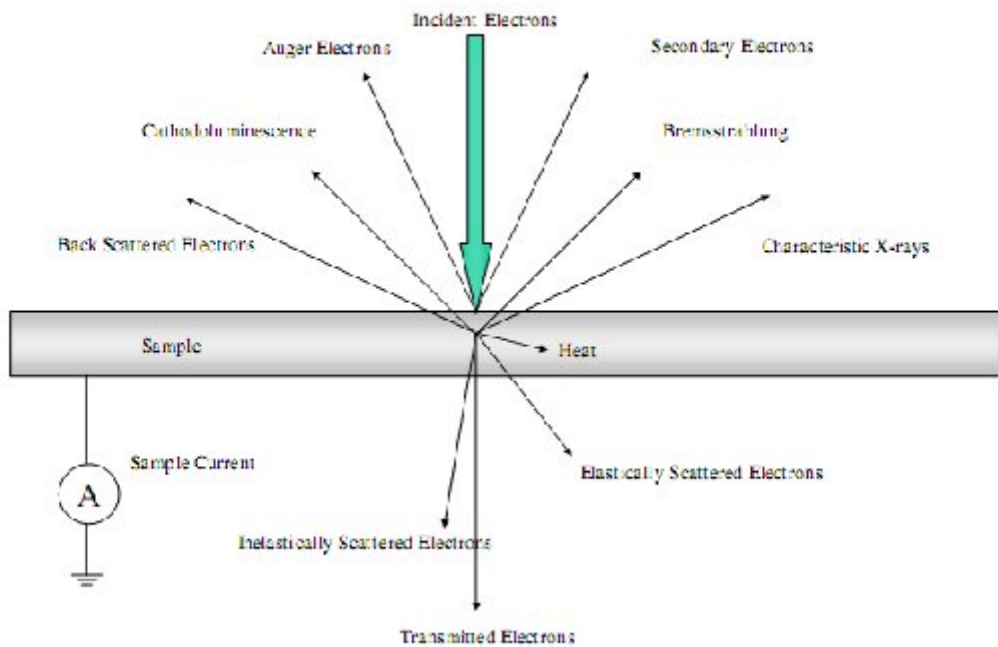 Incident Electrons
Auger Electrons
Secondary Electrons
Cathodoluminescence
Bremsstrahlung
Back Scattered Electrons
Characteristic X-rays
Sample
Heat
Sample Current
A
Elastically Scattered Electrons
Inelastically Scattered Electrons
Transmitted Electrons